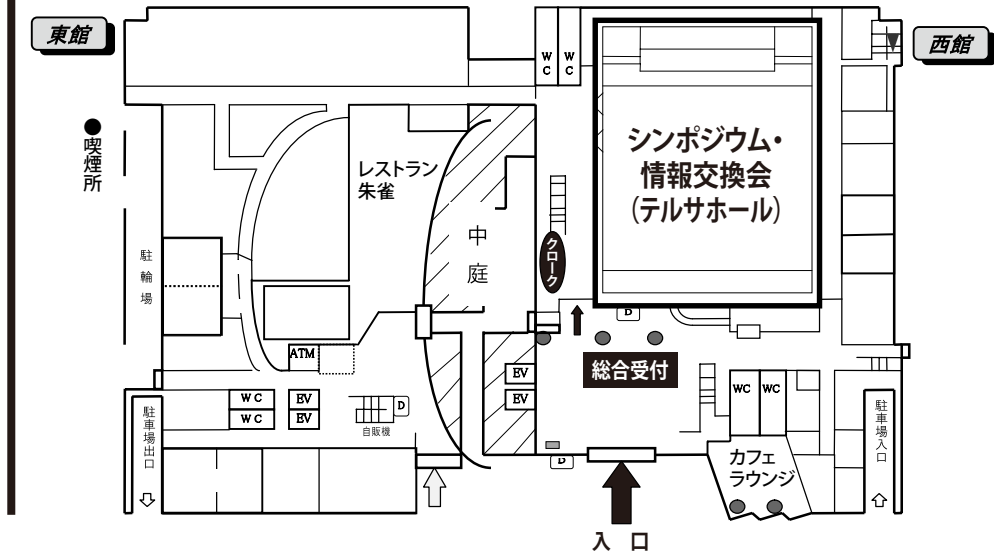 東館
西館
W
C
W
C
シンポジウム・
情報交換会
(テルサホール)
●
喫煙所
レストラン
朱雀
中庭
クローク
駐輪場
D
ATM
総合受付
EV
EV
WC
WC
WC
WC
EV
EV
D
自販機
駐車場出口
駐車場入口
D
カフェ
ラウンジ
入 口